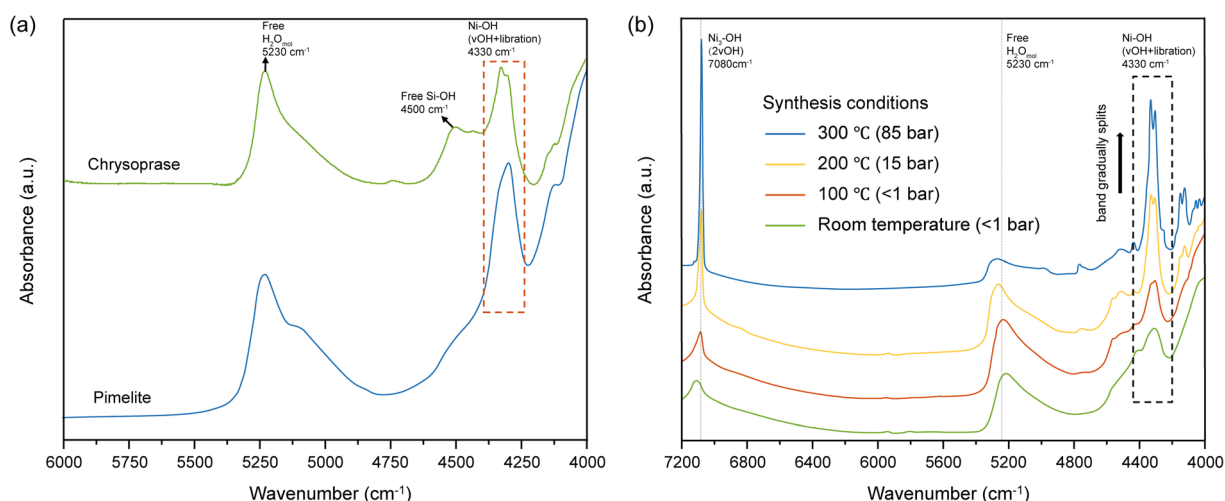 (a)
Free
H₂Oₘₒₗ
5230 cm⁻¹
Ni-OH
(νOH+libration)
4330 cm⁻¹
Free Si-OH
4500 cm⁻¹
Chrysoprase
Pimelite
Absorbance (a.u.)
6000 5750 5500 5250 5000 4750 4500 4250 4000
Wavenumber (cm⁻¹)
(b)
Ni₃-OH
(2νOH)
7080cm⁻¹
Free
H₂Oₘₒₗ
5230 cm⁻¹
Ni-OH
(νOH+libration)
4330 cm⁻¹
Synthesis conditions
300 ℃ (85 bar)
200 ℃ (15 bar)
100 ℃ (<1 bar)
Room temperature (<1 bar)
band gradually splits
Absorbance (a.u.)
7200 6800 6400 6000 5600 5200 4800 4400 4000
Wavenumber (cm⁻¹)